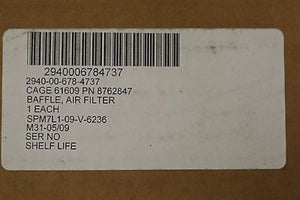 2940006784737
2940-00-678-4737
CAGE 61609 PN 8762847
BAFFLE, AIR FILTER
1 EACH
SPM7L1-09-V-6236
M31-05/09
SER NO
SHELF LIFE